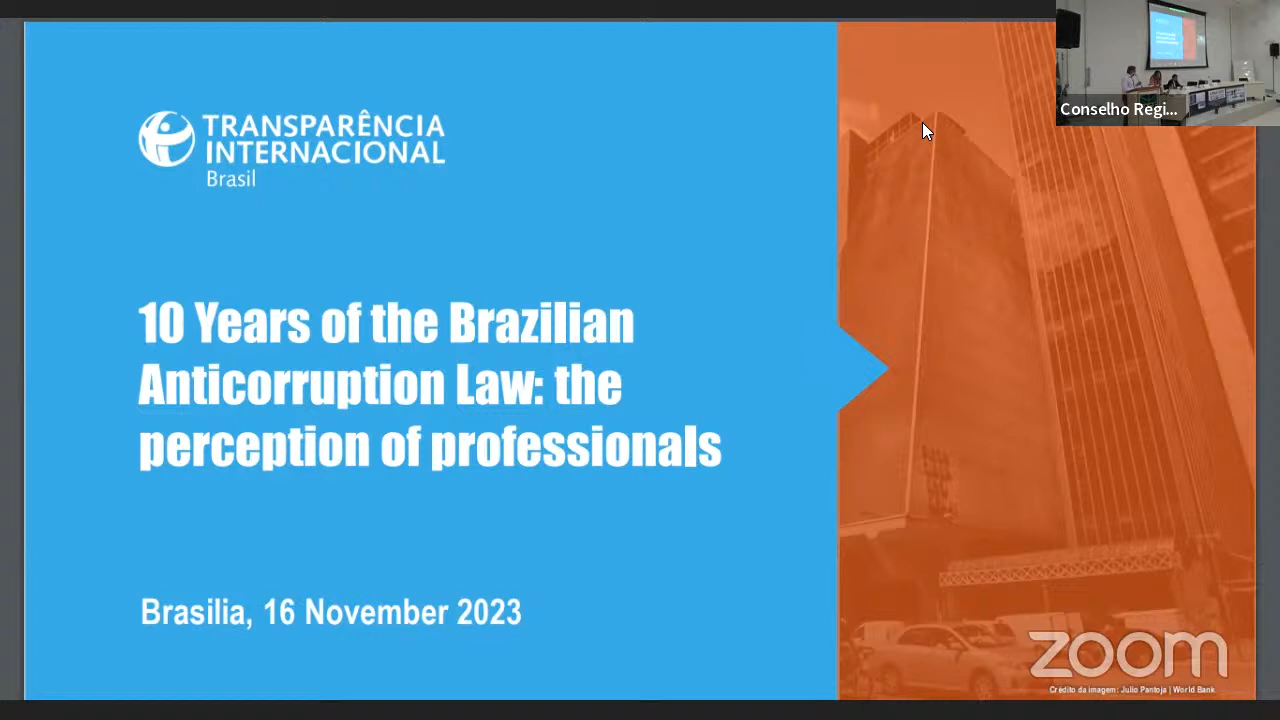 TRANSPARÊNCIA
INTERNACIONAL
Brasil
10 Years of the Brazilian
Anticorruption Law: the
perception of professionals
Brasilia, 16 November 2023
Conselho Regi...
zoom
Crédito da imagem: Julio Pantoja | World Bank